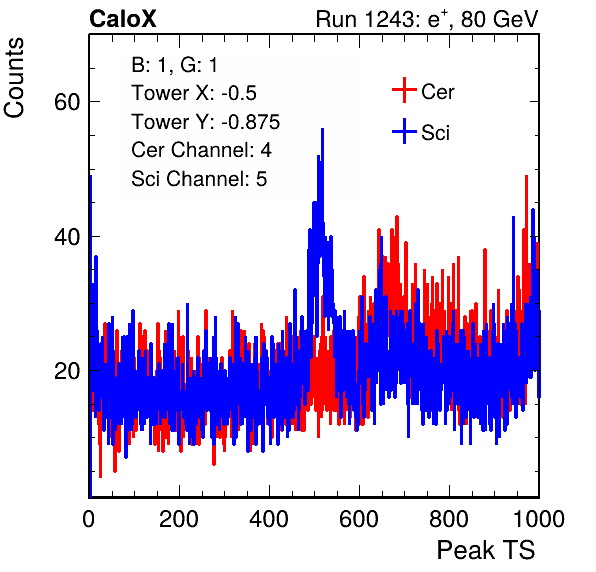 CaloX Run 1243: e⁺, 80 GeV
Counts
B: 1, G: 1
Tower X: -0.5
Tower Y: -0.875
Cer Channel: 4
Sci Channel: 5
Cer
Sci
60
40
20
0 200 400 600 800 1000
Peak TS